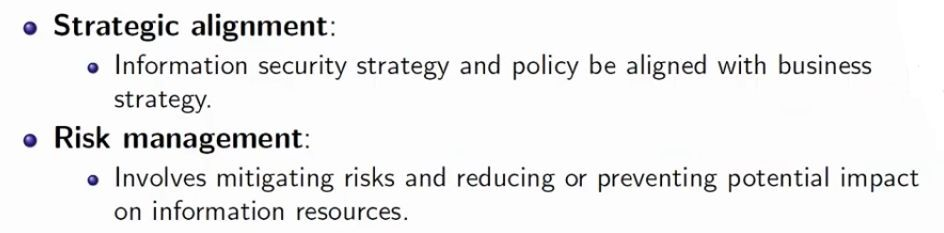 Strategic alignment:
Information security strategy and policy be aligned with business
strategy.
Risk management:
Involves mitigating risks and reducing or preventing potential impact
on information resources.